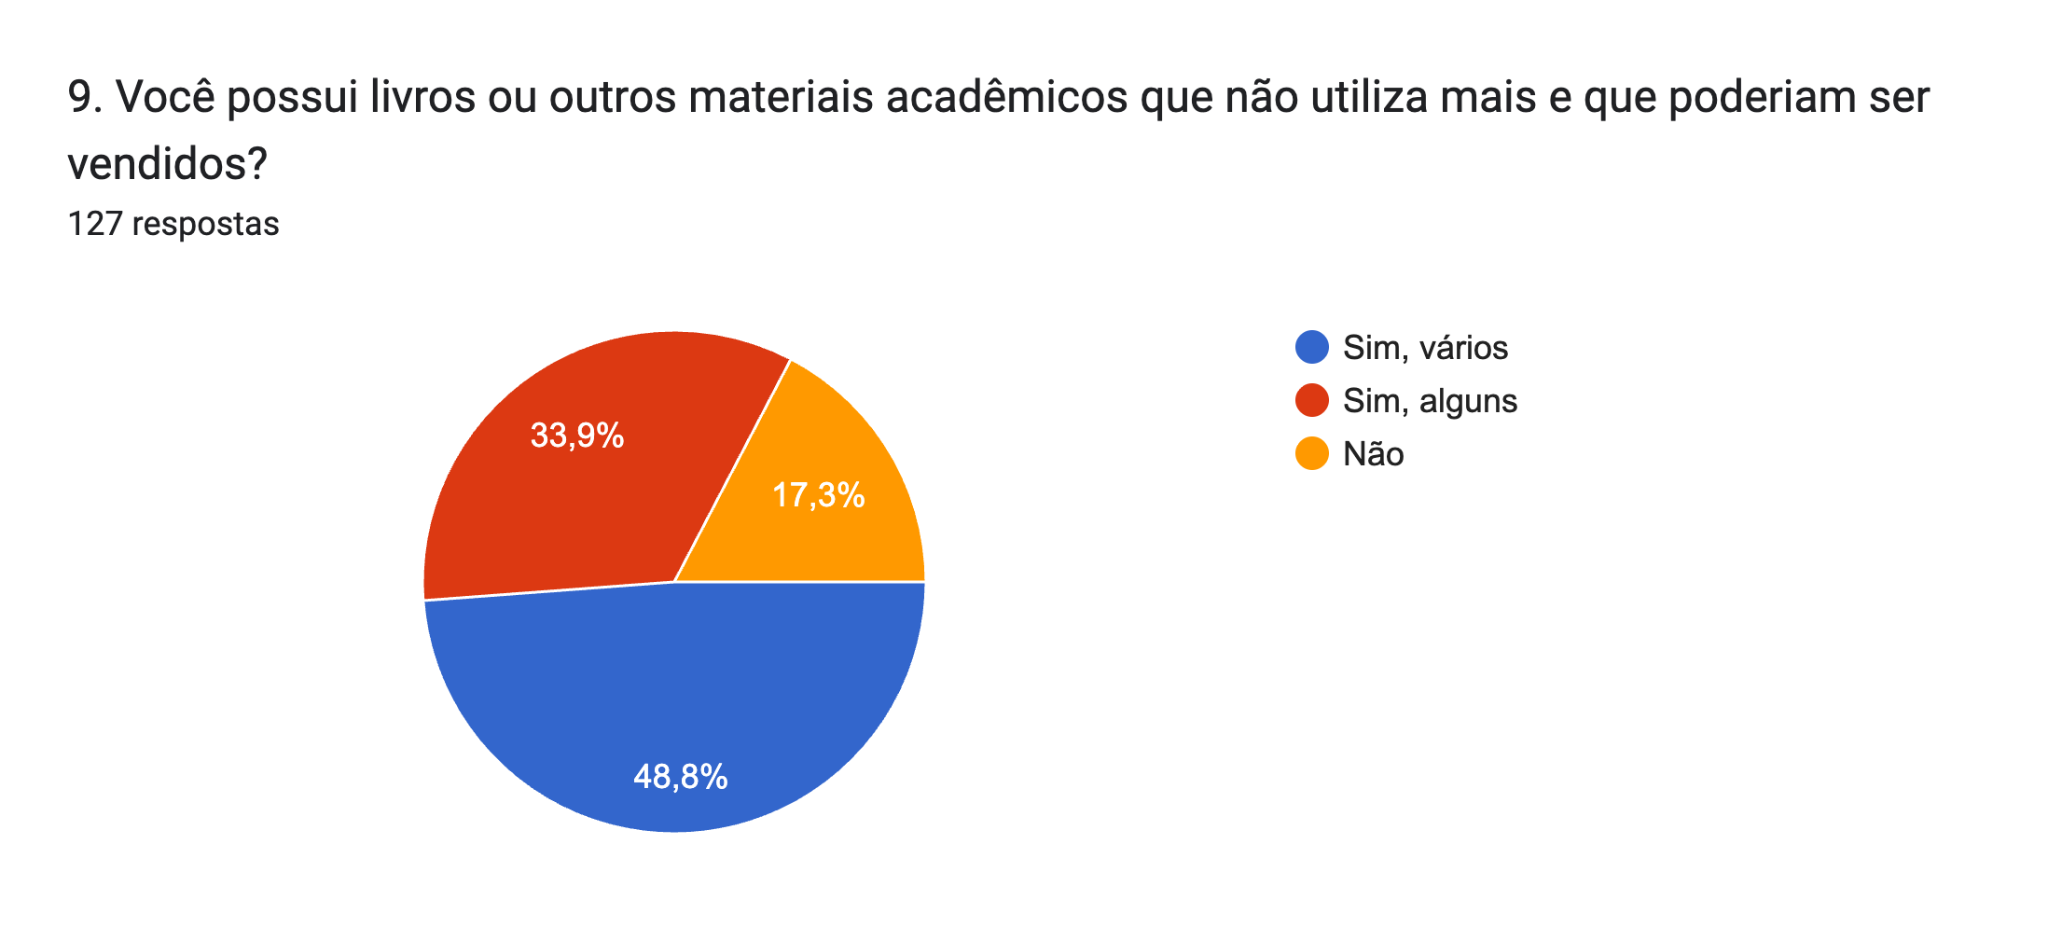 9. Você possui livros ou outros materiais acadêmicos que não utiliza mais e que poderiam ser
vendidos?
127 respostas
Sim, vários
Sim, alguns
Não
33,9%
17,3%
48,8%